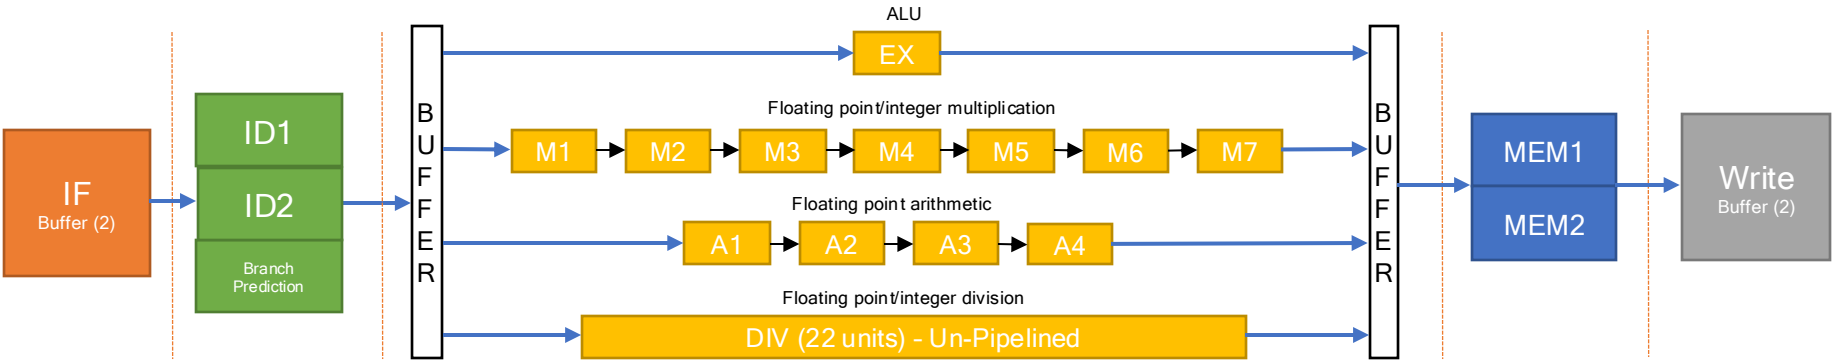 IF
Buffer (2)
ID1
ID2
Branch
Prediction
B
U
F
F
E
R
ALU
EX
Floating point/integer multiplication
M1 M2 M3 M4 M5 M6 M7
Floating point arithmetic
A1 A2 A3 A4
Floating point/integer division
DIV (22 units) - Un-Pipelined
B
U
F
F
E
R
MEM1
MEM2
Write
Buffer (2)